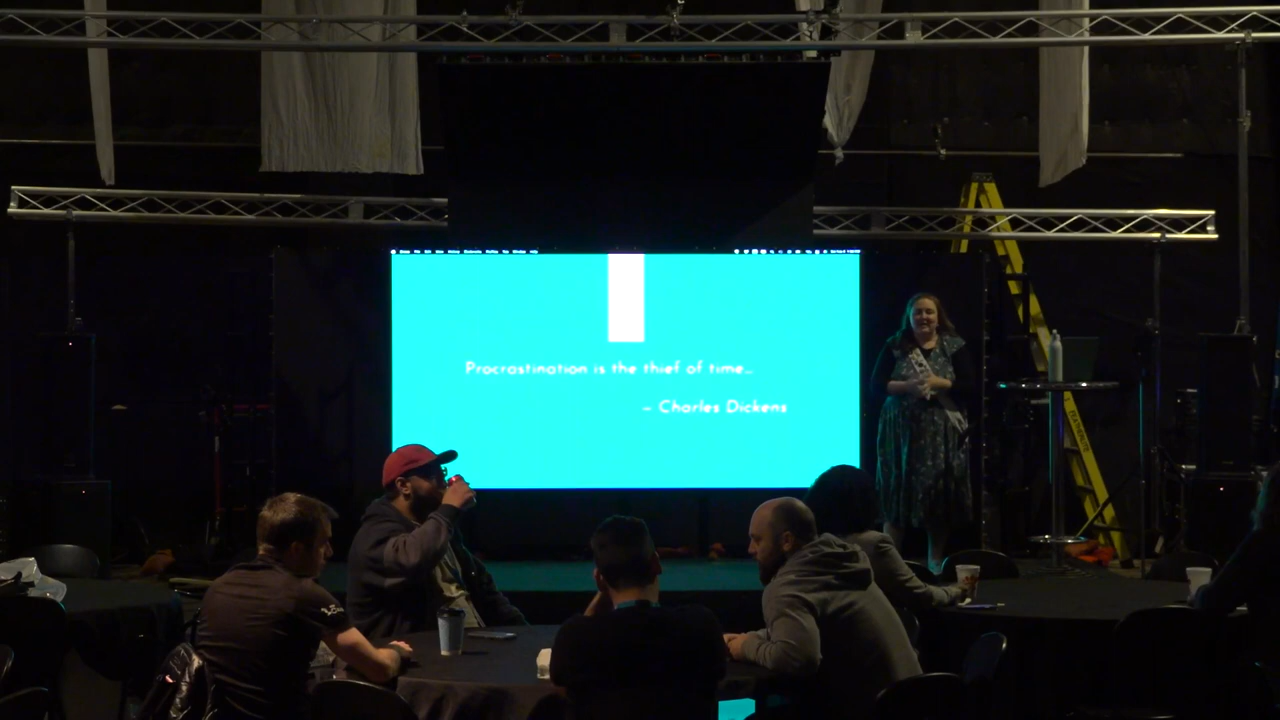 Procrastination is the thief of time...
– Charles Dickens